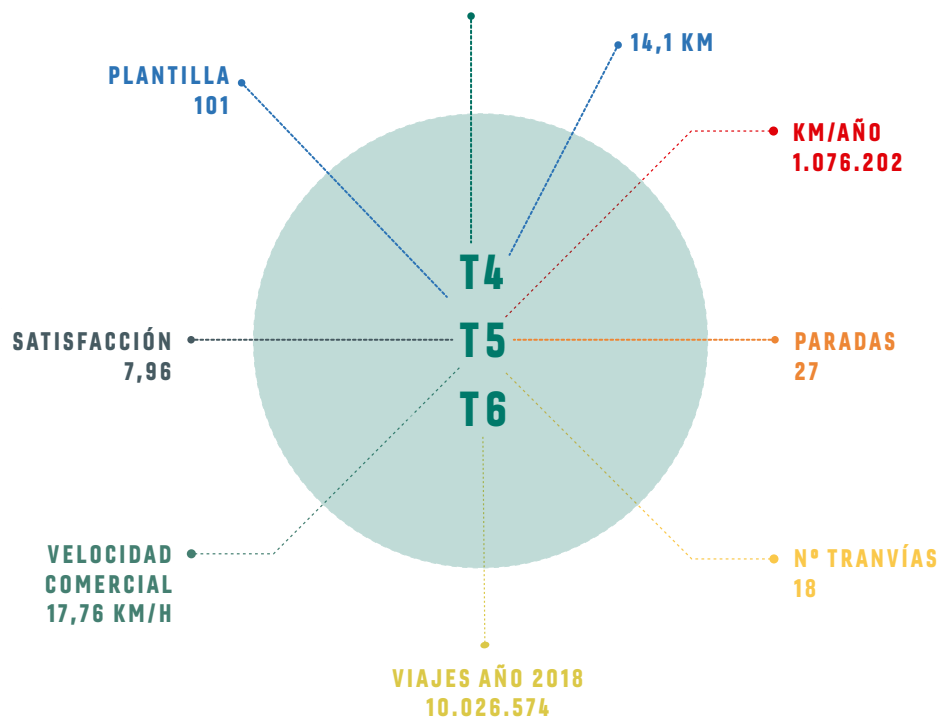 14,1 KM
PLANTILLA
101
KM/AÑO
1.076.202
T4
T5
T6
SATISFACCIÓN
7,96
PARADAS
27
VELOCIDAD
COMERCIAL
17,76 KM/H
Nº TRANVÍAS
18
VIAJES AÑO 2018
10.026.574